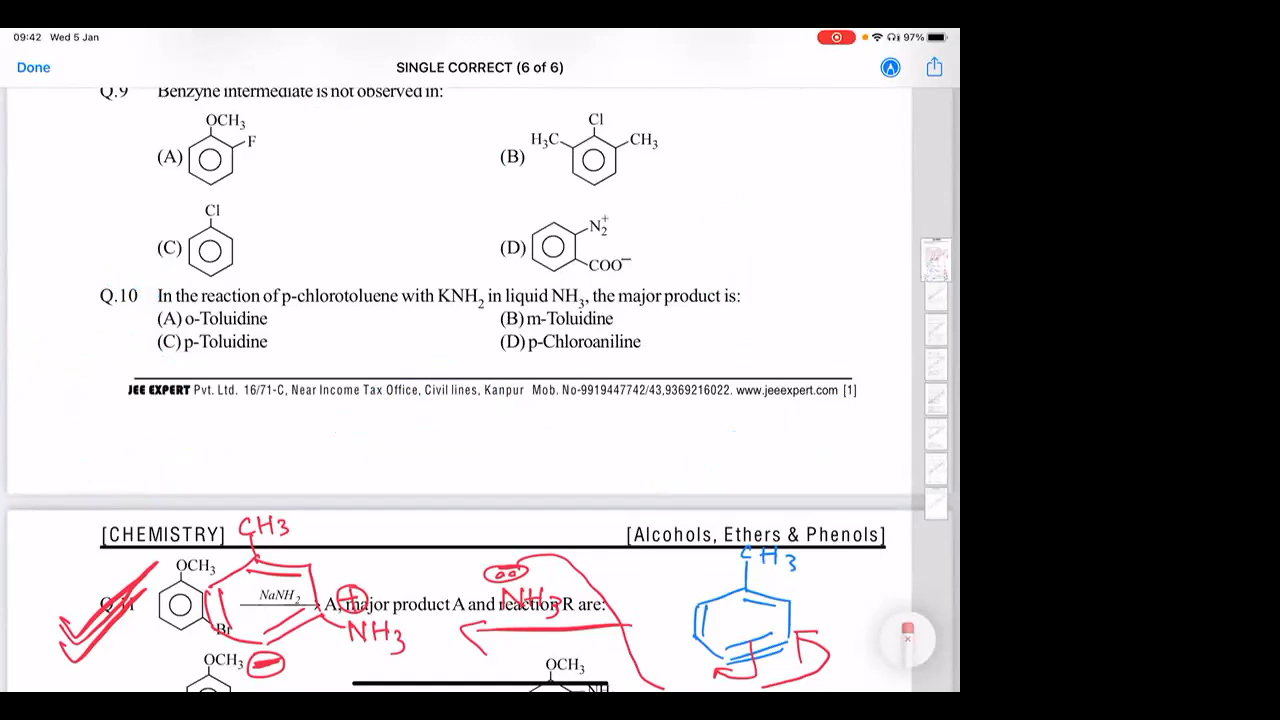 09:42 Wed 5 Jan 97%
Done SINGLE CORRECT (6 of 6)
Q.9 Benzyne intermediate is not observed in:
(A) OCH3 F (B) Cl H3C CH3
(C) Cl (D) N2+ COO−
Q.10 In the reaction of p-chlorotoluene with KNH2 in liquid NH3, the major product is:
(A) o-Toluidine (B) m-Toluidine
(C) p-Toluidine (D) p-Chloroaniline
JEE EXPERT Pvt. Ltd. 16/71-C, Near Income Tax Office, Civil lines, Kanpur Mob. No-9919447742/43,9369216022. www.jeeexpert.com [1]
[CHEMISTRY] CH3 [Alcohols, Ethers & Phenols]
CH3
OCH3
NaNH2 A, major product A and reaction R are:
NH3
Br NH3
OCH3 OCH3